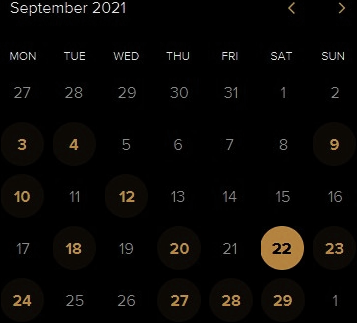 September 2021
MON TUE WED THU FRI SAT SUN
27 28 29 30 31 1 2
3 4 5 6 7 8 9
10 11 12 13 14 15 16
17 18 19 20 21 22 23
24 25 26 27 28 29 1